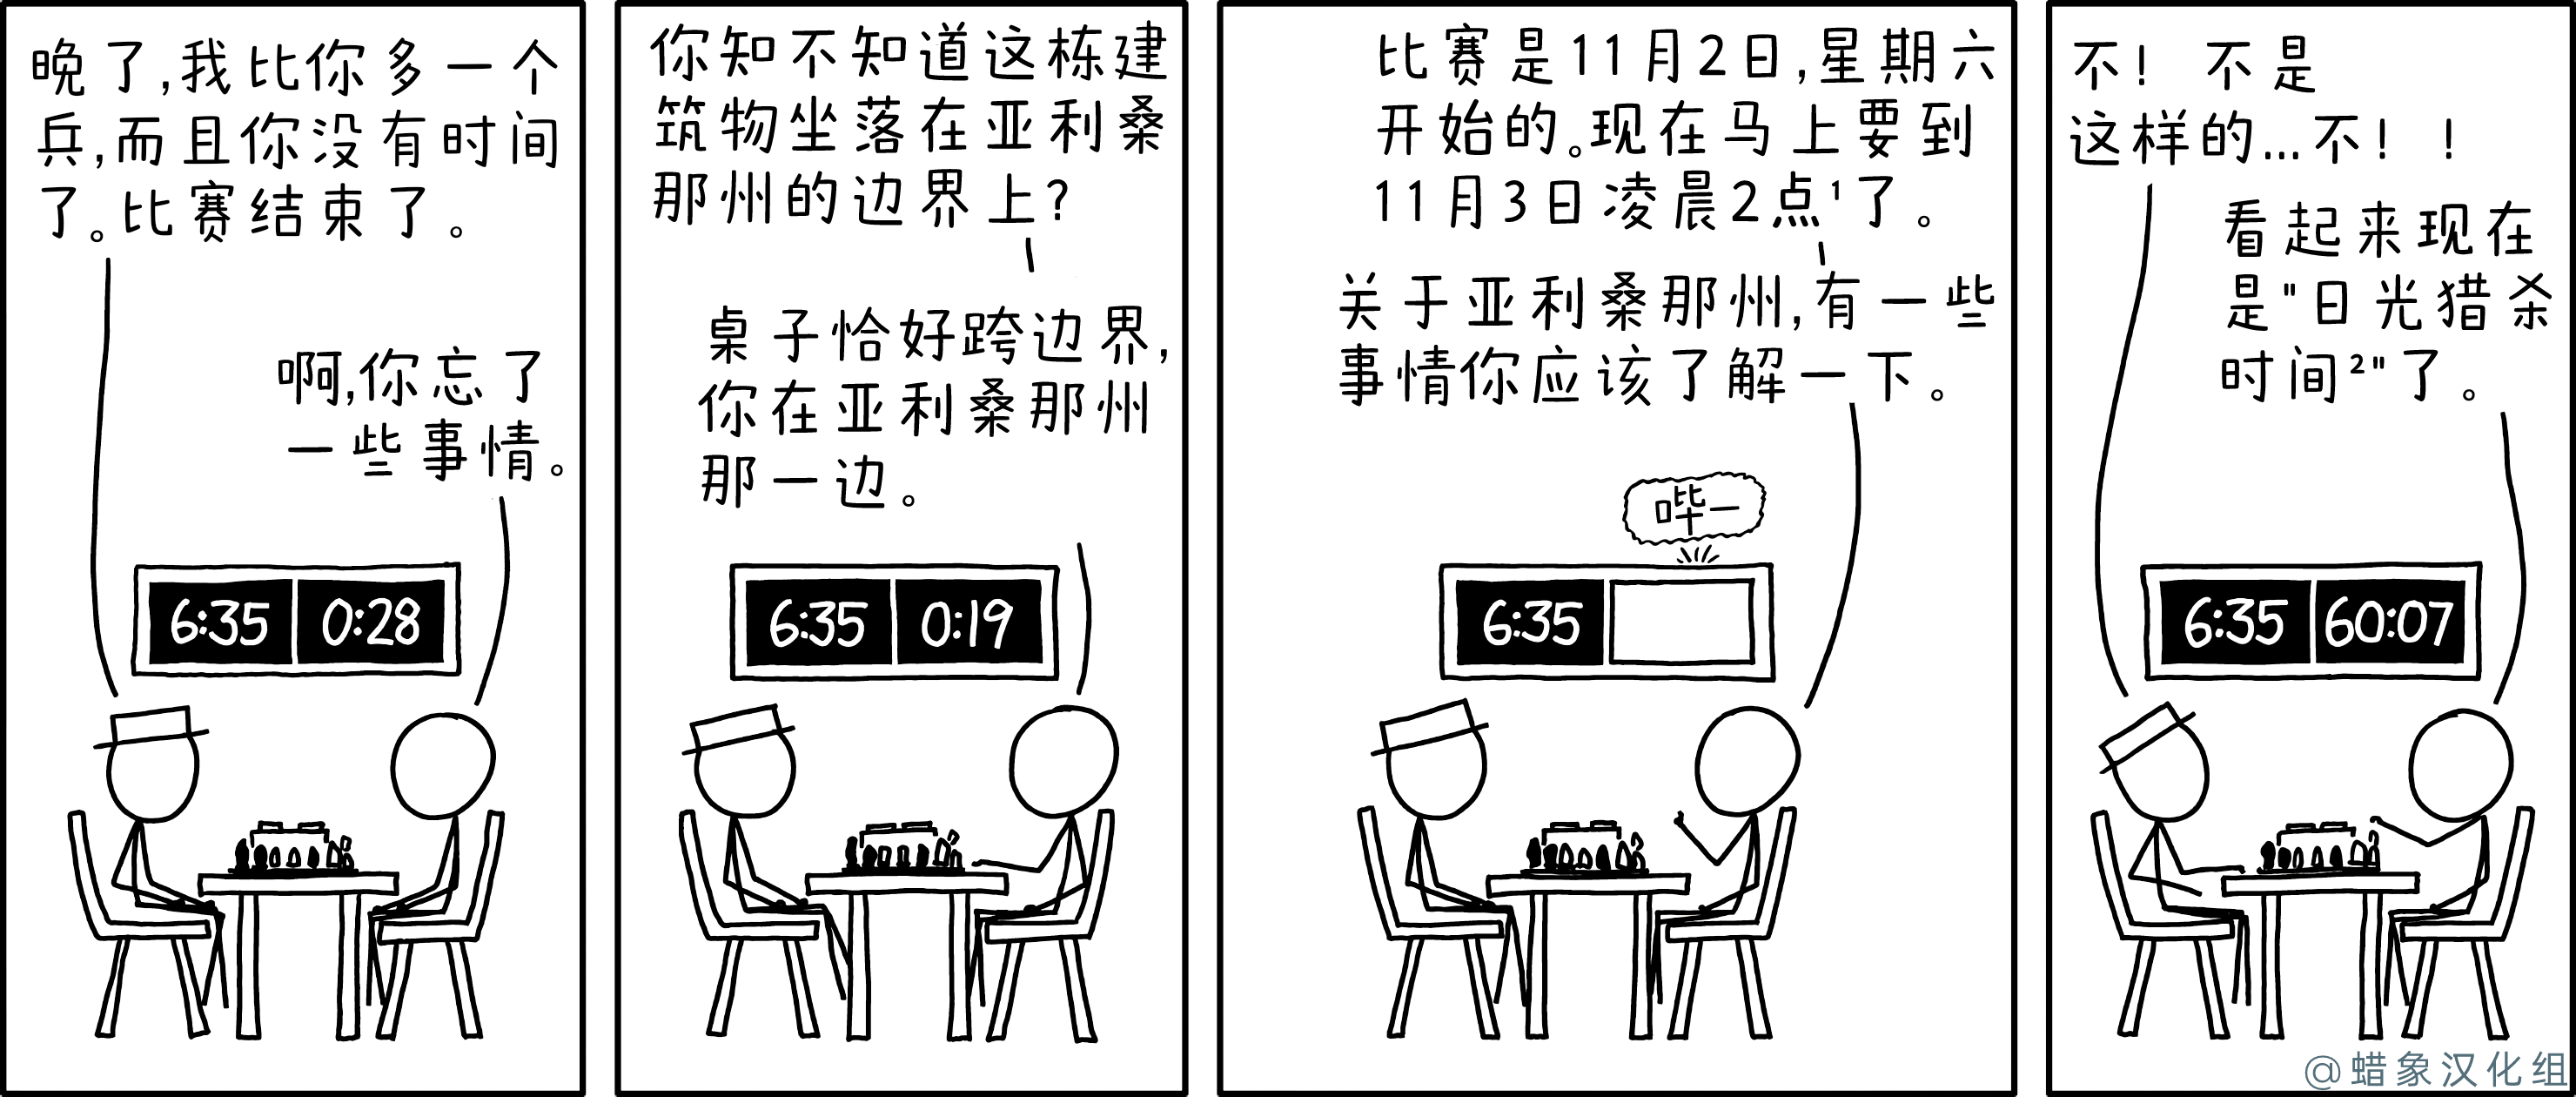 晚了,我比你多一个
兵,而且你没有时间
了。比赛结束了。
啊,你忘了
一些事情。
6:35 0:28
你知不知道这栋建
筑物坐落在亚利桑
那州的边界上?
桌子恰好跨边界,
你在亚利桑那州
那一边。
6:35 0:19
比赛是11月2日,星期六
开始的。现在马上要到
11月3日凌晨2点¹了。
关于亚利桑那州,有一些
事情你应该了解一下。
哔一
6:35
不! 不是
这样的...不! !
看起来现在
是"日光猎杀
时间²"了。
6:35 60:07
@蜡象汉化组